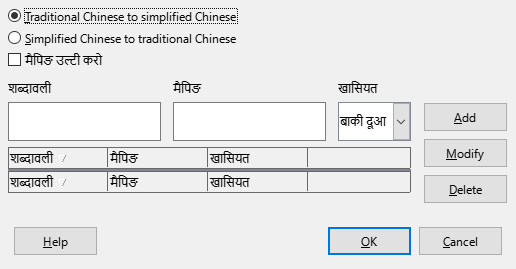 Traditional Chinese to simplified Chinese
Simplified Chinese to traditional Chinese
मैपिङ उल्टी करो
शब्दावली मैपिङ खासियत
बाकी दूआ
Add
शब्दावली मैपिङ खासियत
Modify
शब्दावली मैपिङ खासियत
Delete
Help OK Cancel